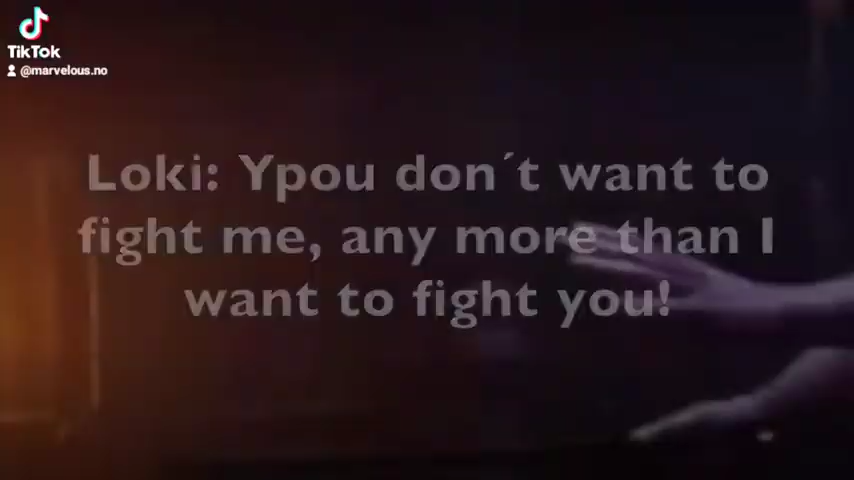 TikTok
@marvelous.no
Loki: Ypou don´t want to
fight me, any more than I
want to fight you!